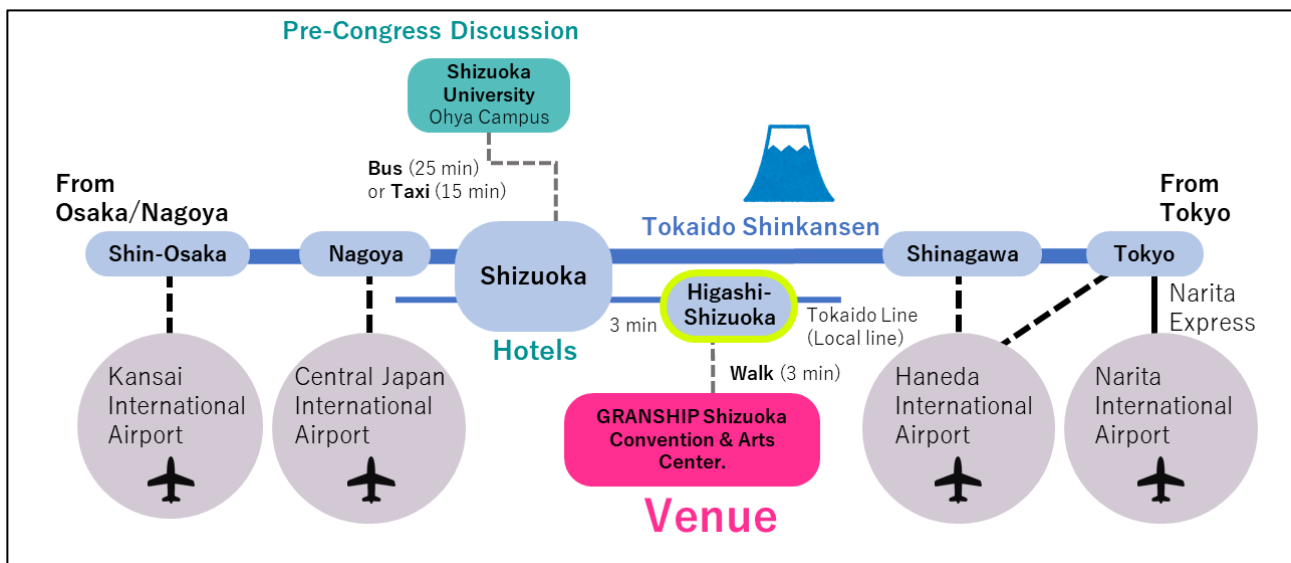 Pre-Congress Discussion
Shizuoka
University
Ohya Campus
Bus (25 min)
or Taxi (15 min)
From
Osaka/Nagoya
From
Tokyo
Tokaido Shinkansen
Shin-Osaka
Nagoya
Shizuoka
Shinagawa
Tokyo
Higashi-
Shizuoka
3 min
Tokaido Line
(Local line)
Narita
Express
Hotels
Walk (3 min)
Kansai
International
Airport
Central Japan
International
Airport
GRANSHIP Shizuoka
Convention & Arts
Center.
Haneda
International
Airport
Narita
International
Airport
Venue